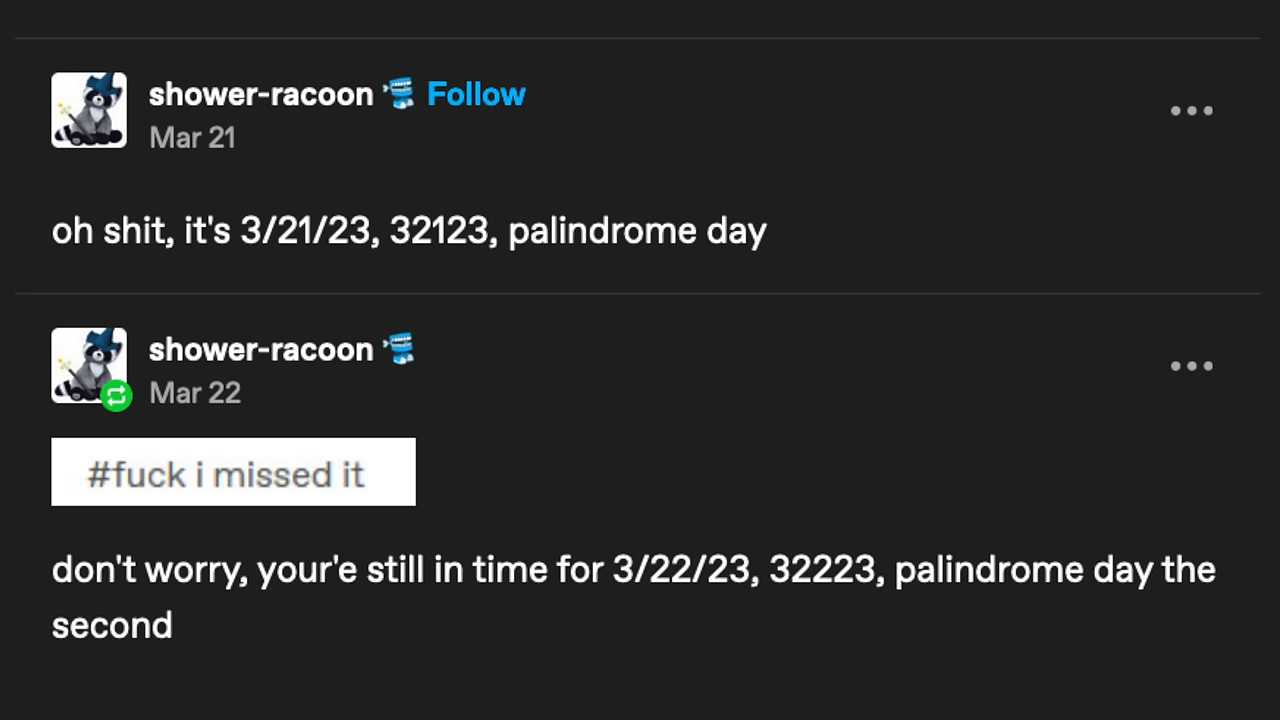 shower-racoon Follow
Mar 21
oh shit, it's 3/21/23, 32123, palindrome day
shower-racoon
Mar 22
#fuck i missed it
don't worry, your'e still in time for 3/22/23, 32223, palindrome day the
second